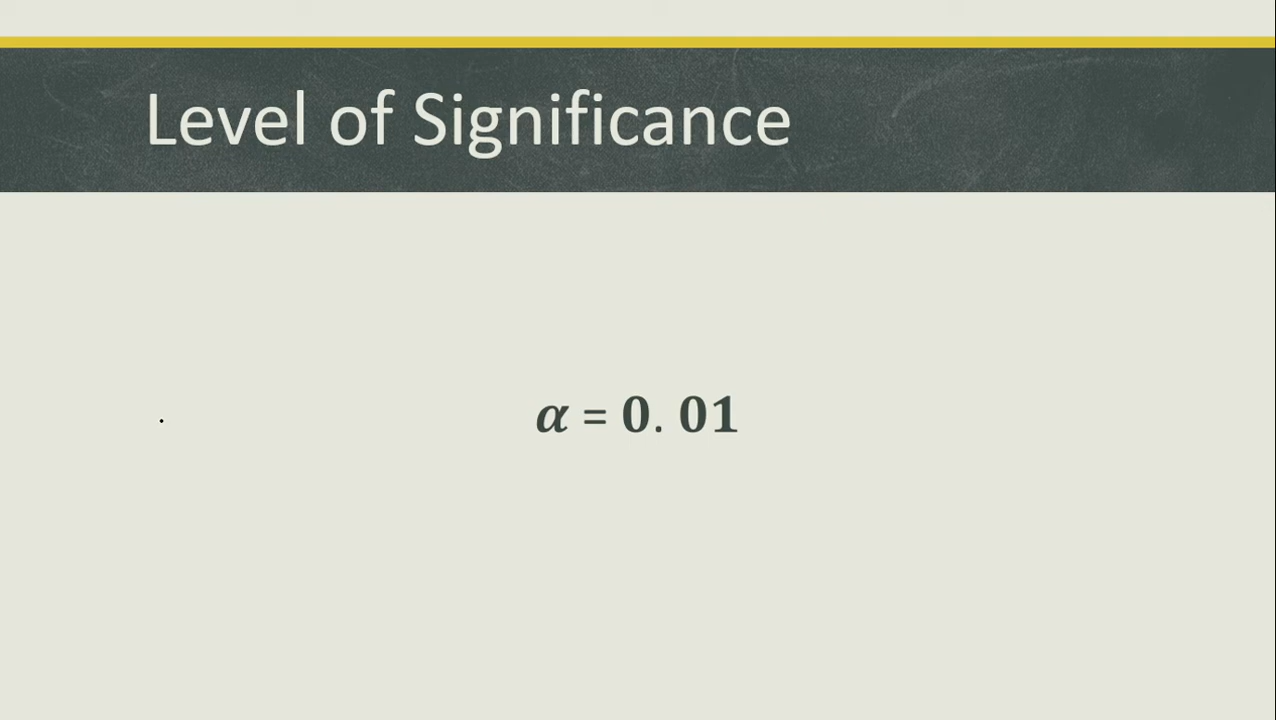 Level of Significance
α = 0. 01